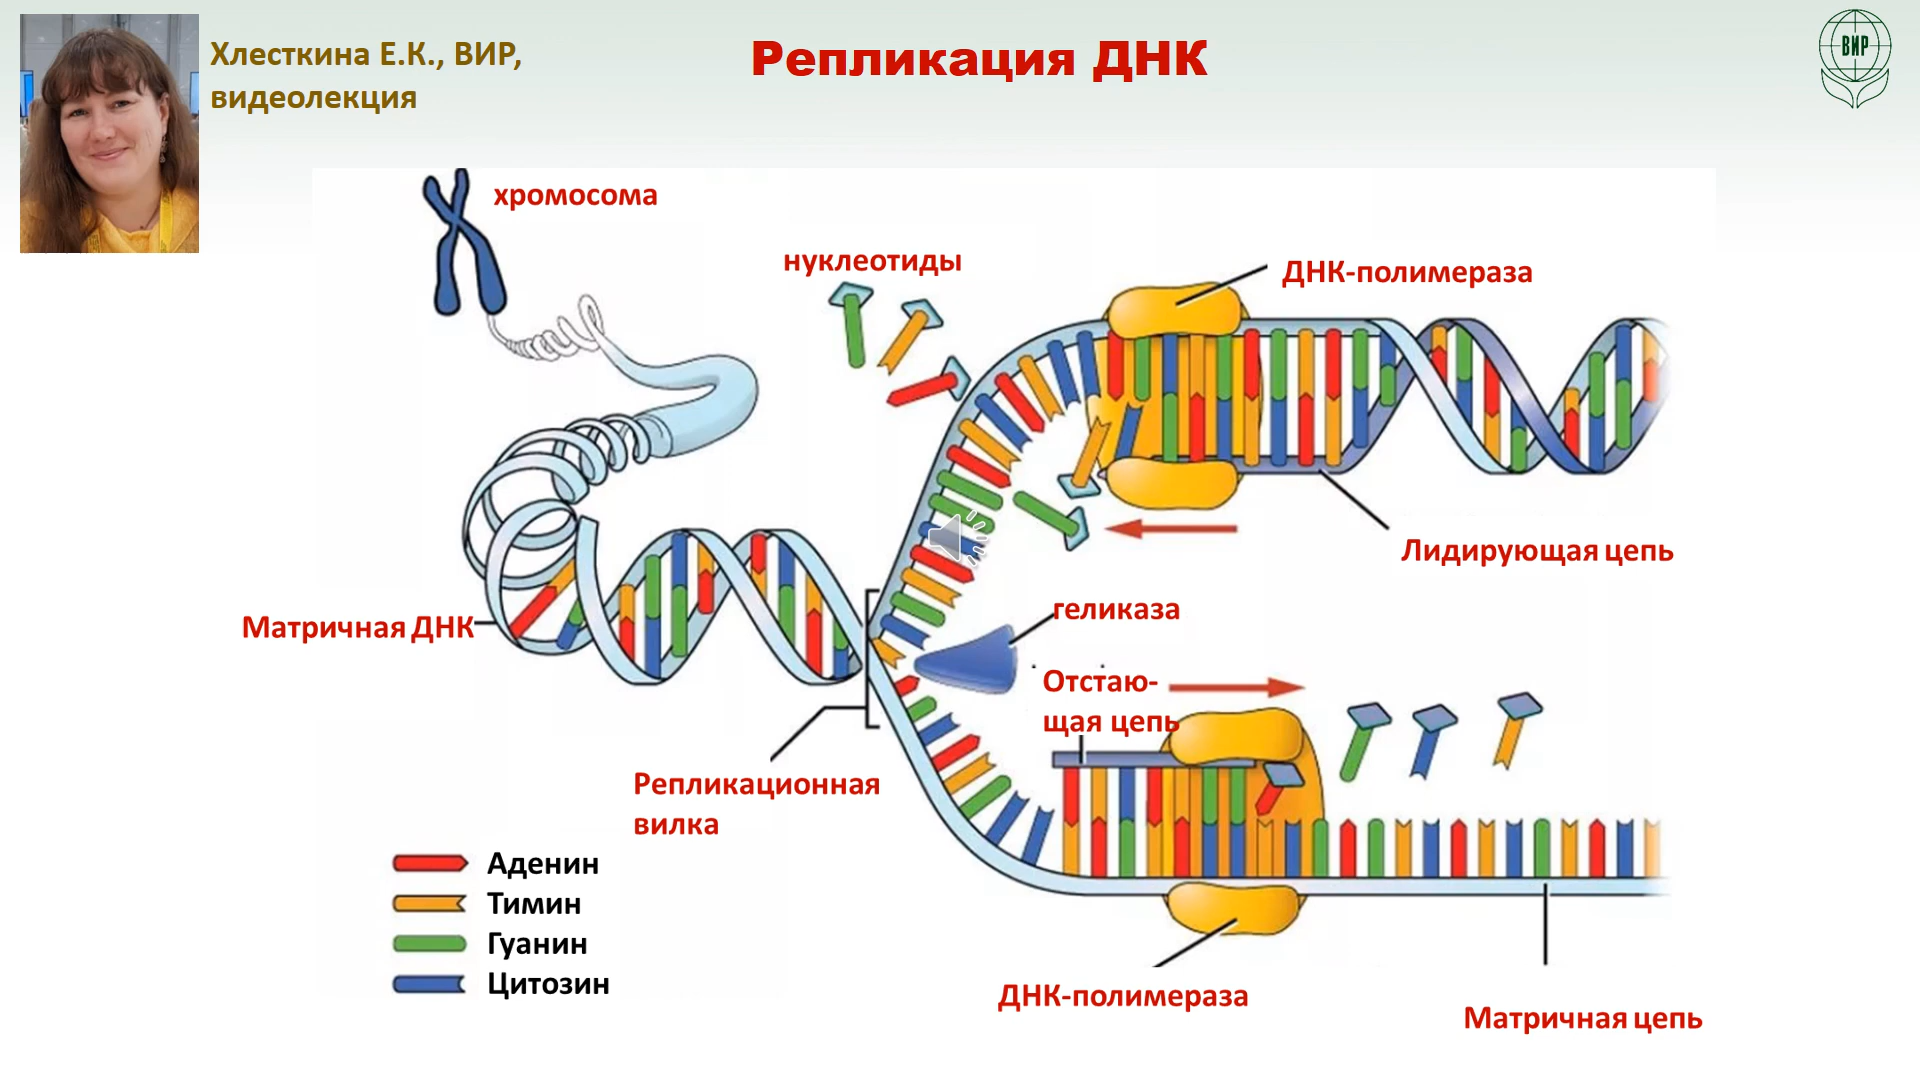 Хлесткина Е.К., ВИР,
видеолекция
Репликация ДНК
ВИР
хромосома
нуклеотиды
ДНК-полимераза
Лидирующая цепь
Матричная ДНК
геликаза
Отстаю-
щая цепь
Репликационная
вилка
Аденин
Тимин
Гуанин
Цитозин
ДНК-полимераза
Матричная цепь